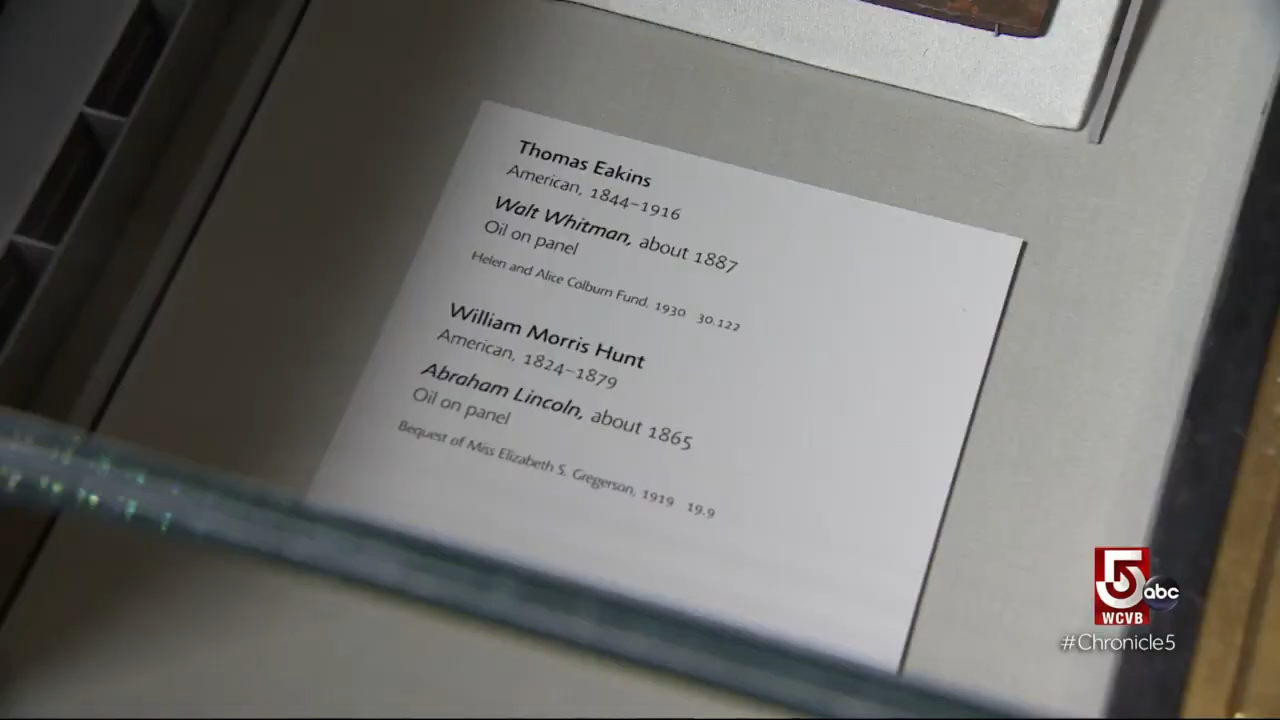 Thomas Eakins
American, 1844–1916
Walt Whitman, about 1887
Oil on panel
Helen and Alice Colburn Fund, 1930 30.122
William Morris Hunt
American, 1824–1879
Abraham Lincoln, about 1865
Oil on panel
Bequest of Miss Elizabeth S. Gregerson, 1919 19.9
5 abc
WCVB
#Chronicle5